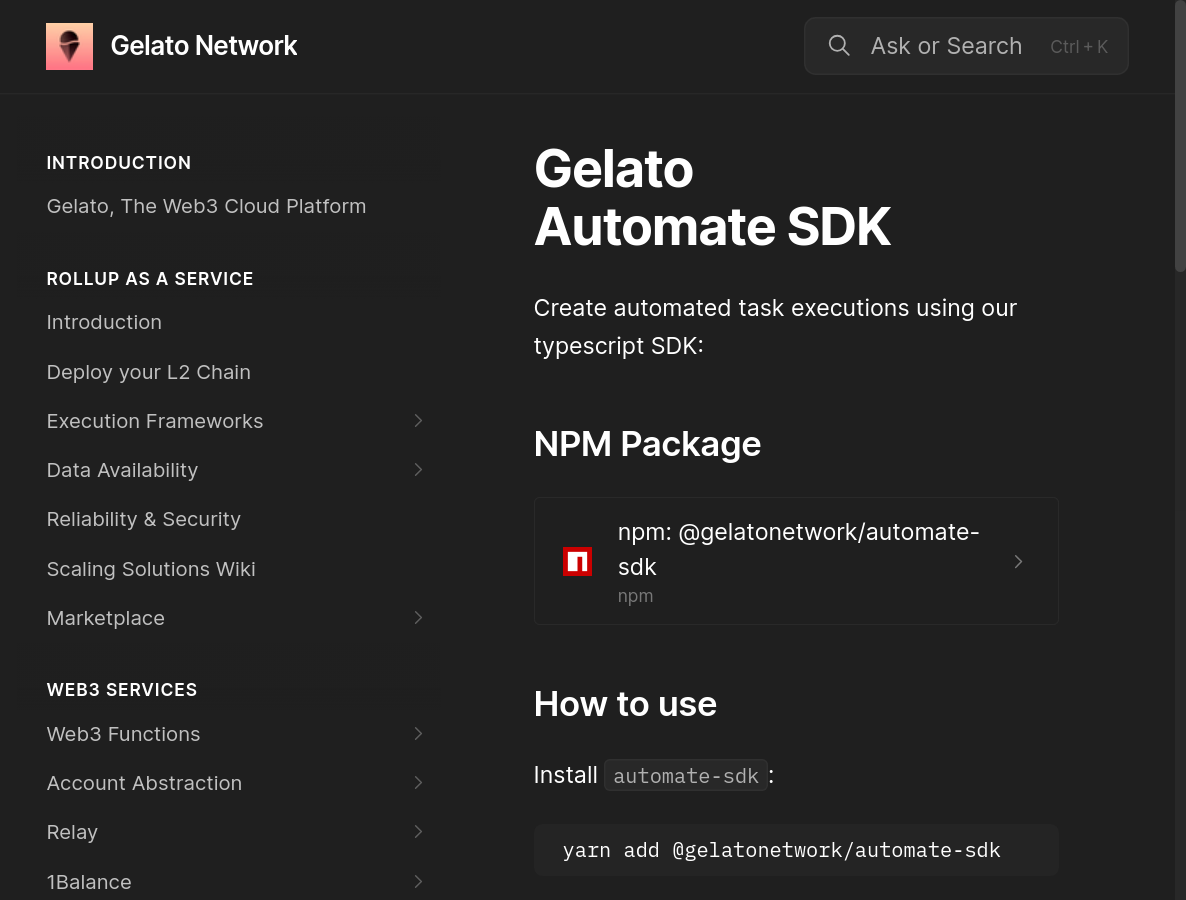 Gelato Network
Ask or Search
Ctrl + K
INTRODUCTION
Gelato, The Web3 Cloud Platform
ROLLUP AS A SERVICE
Introduction
Deploy your L2 Chain
Execution Frameworks
Data Availability
Reliability & Security
Scaling Solutions Wiki
Marketplace
WEB3 SERVICES
Web3 Functions
Account Abstraction
Relay
1Balance
Gelato
Automate SDK
Create automated task executions using our
typescript SDK:
NPM Package
npm: @gelatonetwork/automate-
sdk
npm
How to use
Install automate-sdk:
yarn add @gelatonetwork/automate-sdk